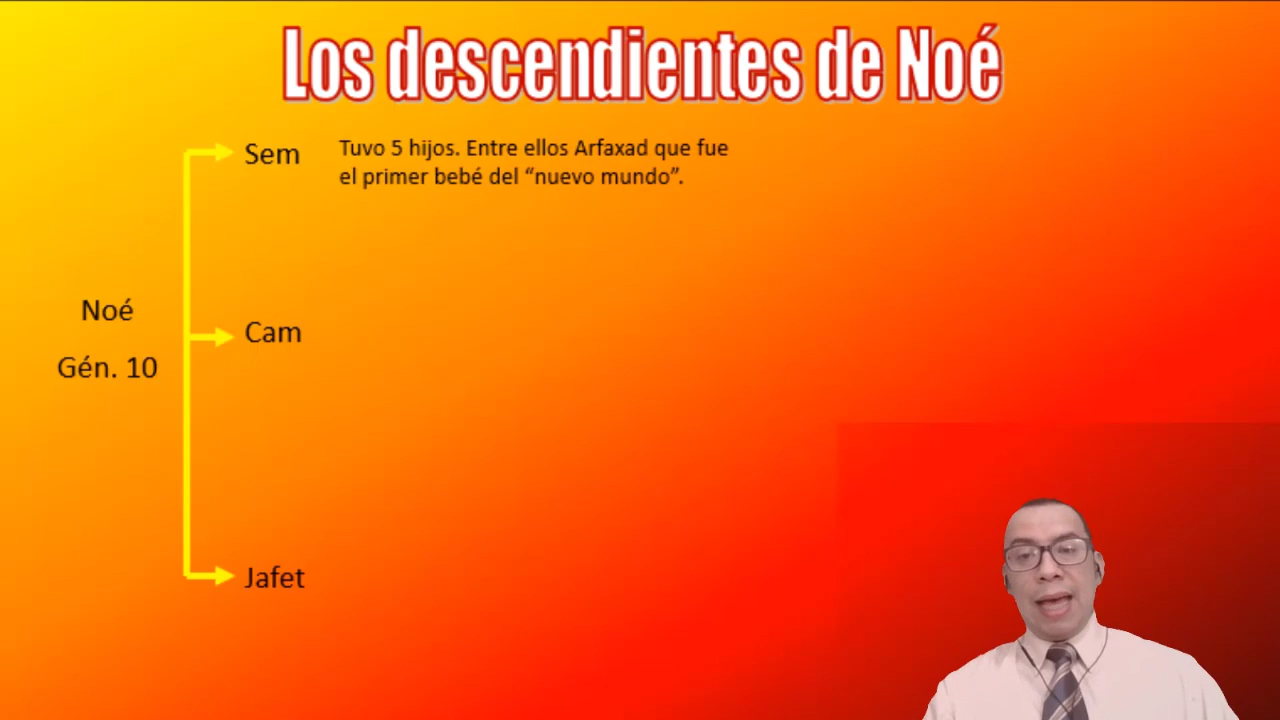 Los descendientes de Noé
Sem
Tuvo 5 hijos. Entre ellos Arfaxad que fue
el primer bebé del “nuevo mundo”.
Noé
Gén. 10
Cam
Jafet